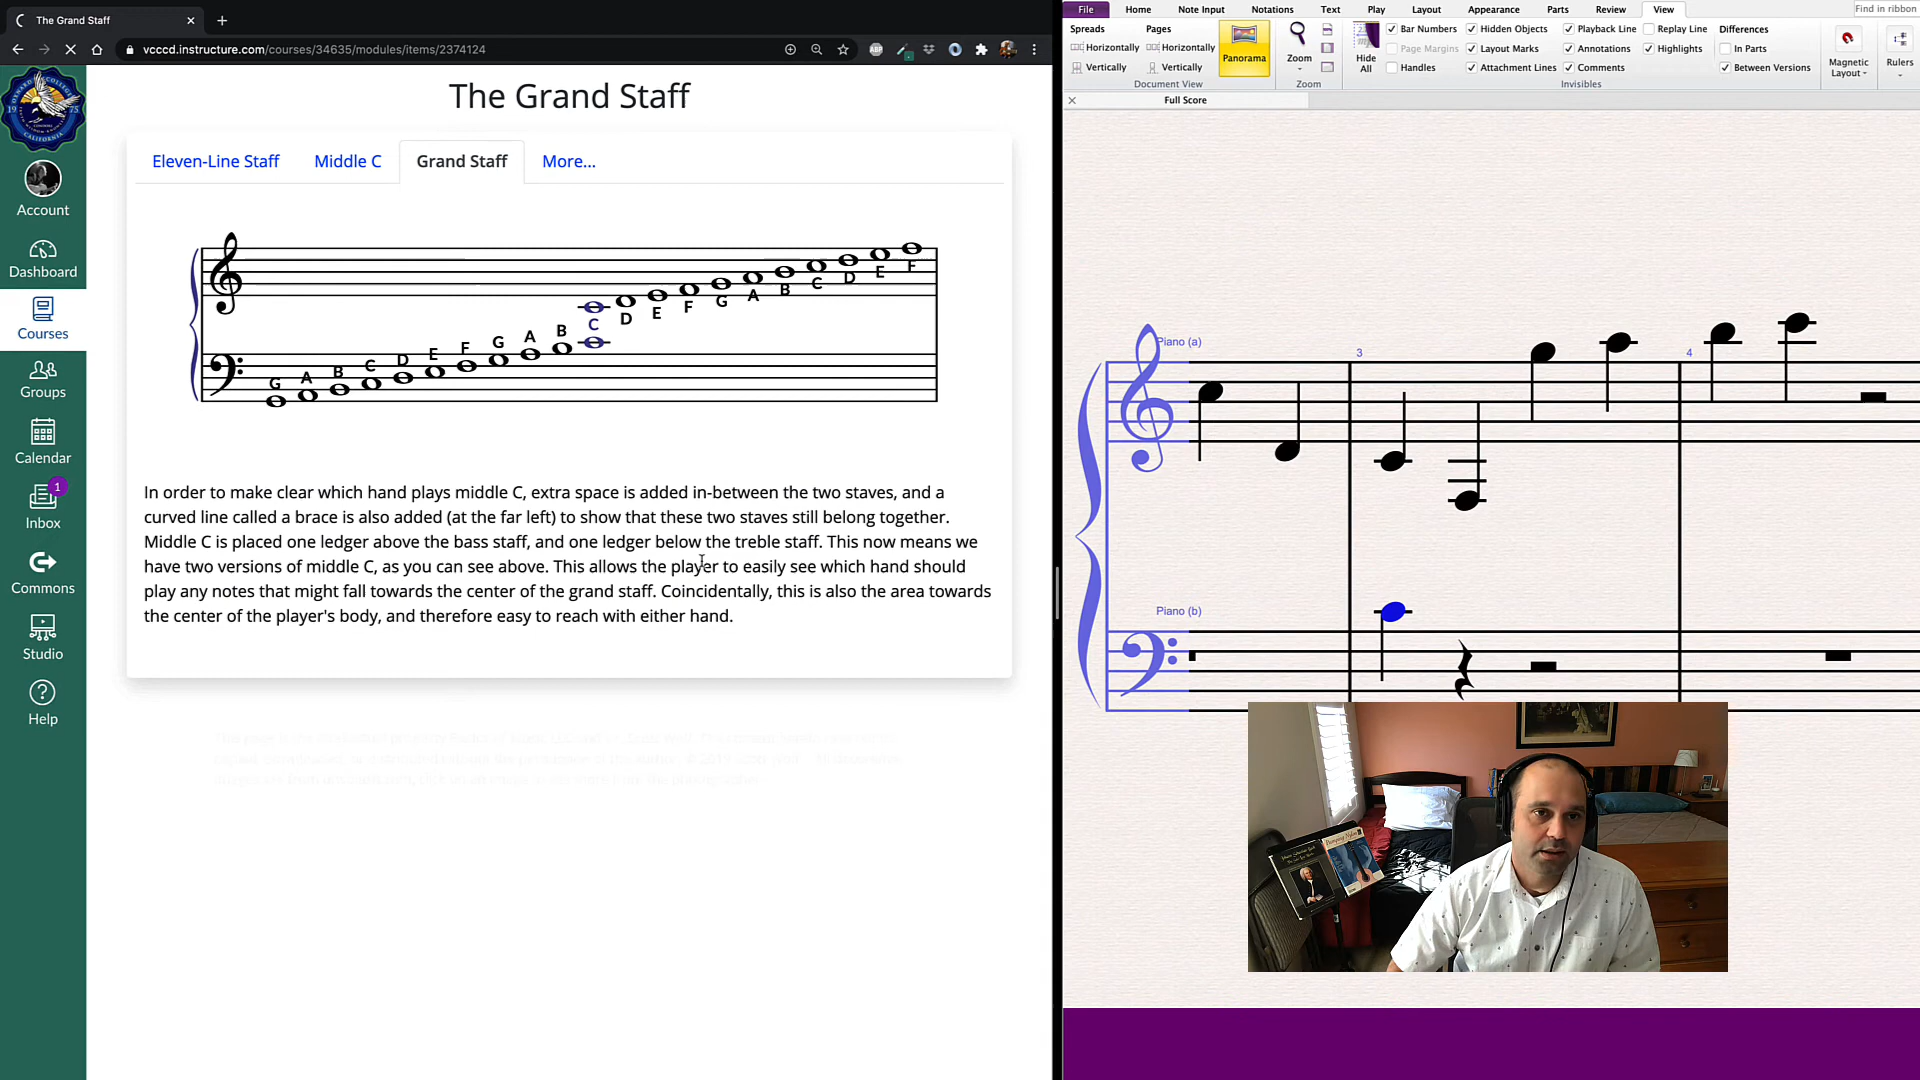 The Grand Staff
vcccd.instructure.com/courses/34635/modules/items/2374124
Account
Dashboard
Courses
Groups
Calendar
1
Inbox
Commons
Studio
Help
The Grand Staff
Eleven-Line Staff
Middle C
Grand Staff
More...
G A B C D E F G A B C D E F G A B C D E F
In order to make clear which hand plays middle C, extra space is added in-between the two staves, and a
curved line called a brace is also added (at the far left) to show that these two staves still belong together.
Middle C is placed one ledger above the bass staff, and one ledger below the treble staff. This now means we
have two versions of middle C, as you can see above. This allows the player to easily see which hand should
play any notes that might fall towards the center of the grand staff. Coincidentally, this is also the area towards
the center of the player's body, and therefore easy to reach with either hand.
File Home Note Input Notations Text Play Layout Appearance Parts Review View Find in ribbon
Spreads
Horizontally
Vertically
Pages
Horizontally
Vertically
Panorama
Document View
Zoom
Zoom
Hide
All
Bar Numbers
Page Margins
Handles
Hidden Objects
Layout Marks
Attachment Lines
Playback Line
Annotations
Comments
Replay Line
Highlights
Invisibles
Differences
In Parts
Between Versions
Magnetic
Layout
Rulers
Full Score
Piano (a)
3
4
Piano (b)